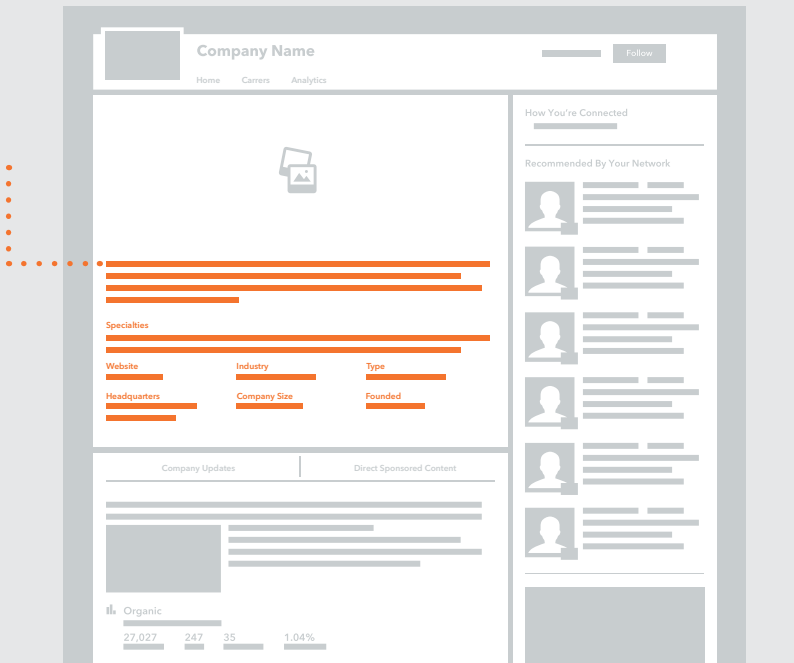 Company Name
Follow
Home Carrers Analytics
How You're Connected
Recommended By Your Network
Specialties
Website Industry Type
Headquarters Company Size Founded
Company Updates Direct Sponsored Content
Organic
27,027 247 35 1.04%